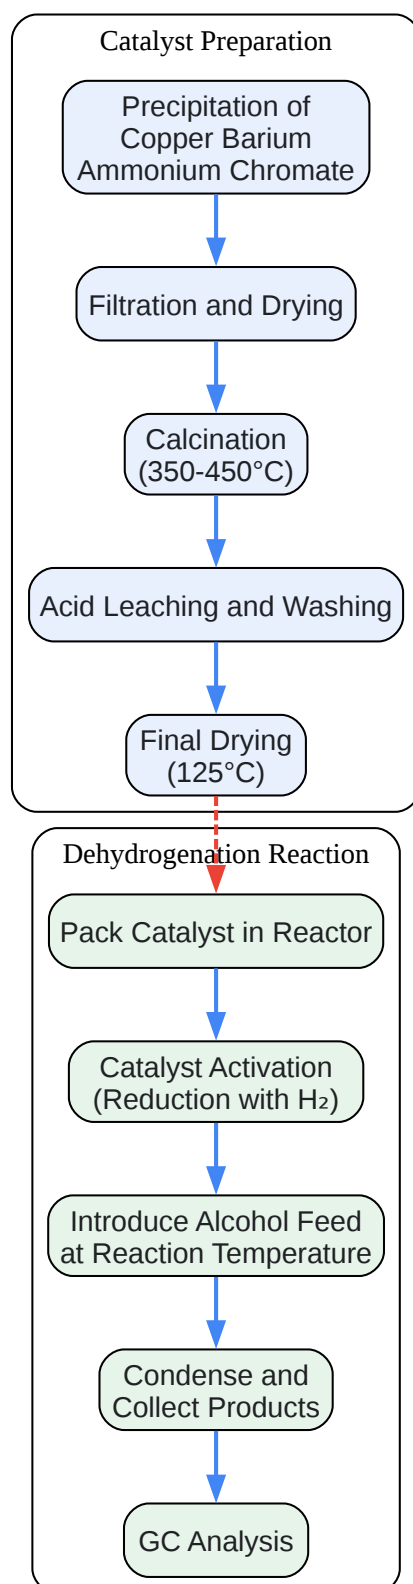 Catalyst Preparation
Precipitation of
Copper Barium
Ammonium Chromate
Filtration and Drying
Calcination
(350-450°C)
Acid Leaching and Washing
Final Drying
(125°C)
Dehydrogenation Reaction
Pack Catalyst in Reactor
Catalyst Activation
(Reduction with H₂)
Introduce Alcohol Feed
at Reaction Temperature
Condense and
Collect Products
GC Analysis